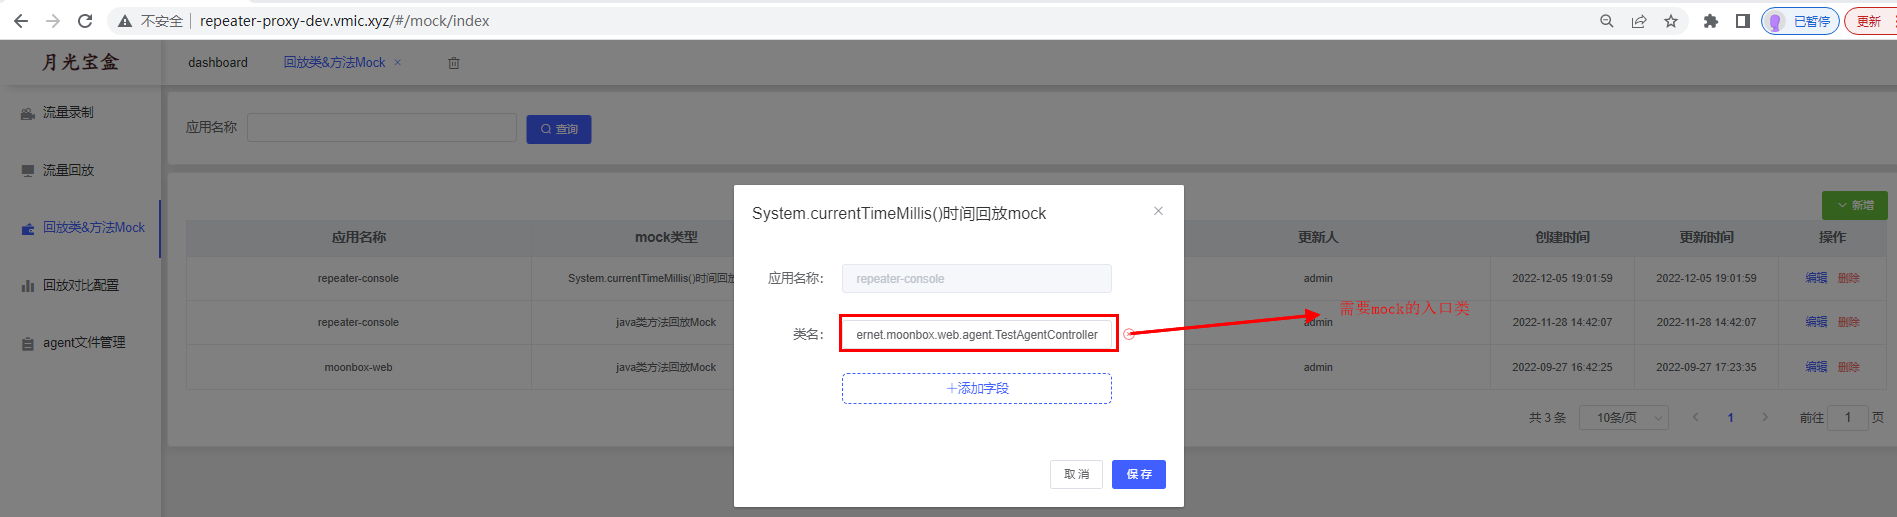 不安全 | repeater-proxy-dev.vmic.xyz/#/mock/index
已暂停
更新
月光宝盒
dashboard
回放类&方法Mock ×
流量录制
流量回放
回放类&方法Mock
回放对比配置
agent文件管理
应用名称
查询
新增
应用名称 mock类型 更新人 创建时间 更新时间 操作
repeater-console System.currentTimeMillis()时间回放 admin 2022-12-05 19:01:59 2022-12-05 19:01:59 编辑 删除
repeater-console java类方法回放Mock admin 2022-11-28 14:42:07 2022-11-28 14:42:07 编辑 删除
moonbox-web java类方法回放Mock admin 2022-09-27 16:42:25 2022-09-27 17:23:35 编辑 删除
共 3 条 10条/页 < 1 > 前往 1 页
System.currentTimeMillis()时间回放mock ×
应用名称: repeater-console
类名: ernet.moonbox.web.agent.TestAgentController
需要mock的入口类
+添加字段
取消 保存